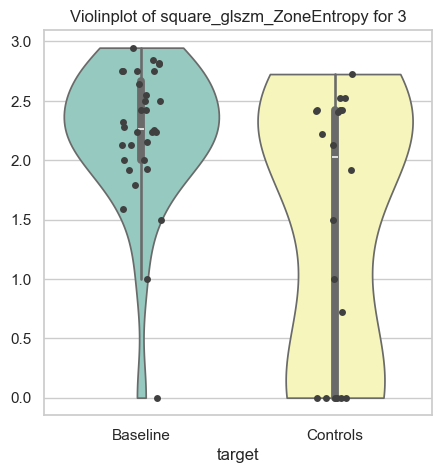 Violinplot of square_glszm_ZoneEntropy for 3
3.0
2.5
2.0
1.5
1.0
0.5
0.0
Baseline
Controls
target